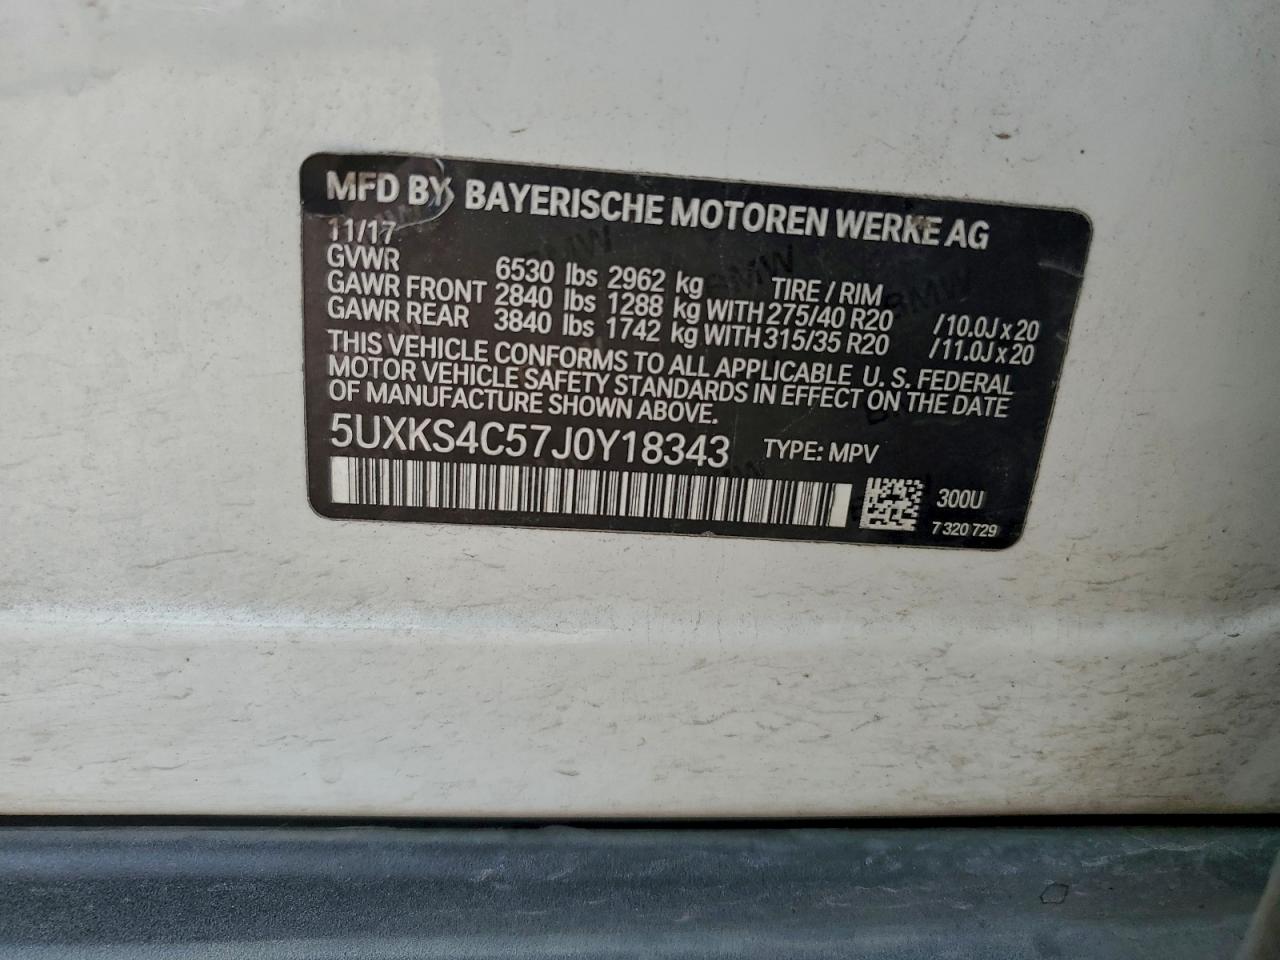 MFD BY BAYERISCHE MOTOREN WERKE AG
11/17
GVWR 6530 lbs 2962 kg TIRE / RIM
GAWR FRONT 2840 lbs 1288 kg WITH 275/40 R20 /10.0J x 20
GAWR REAR 3840 lbs 1742 kg WITH 315/35 R20 /11.0J x 20
THIS VEHICLE CONFORMS TO ALL APPLICABLE U. S. FEDERAL
MOTOR VEHICLE SAFETY STANDARDS IN EFFECT ON THE DATE
OF MANUFACTURE SHOWN ABOVE.
5UXKS4C57J0Y18343 TYPE: MPV
300U
7 320 729
BMW
BMW
BMW